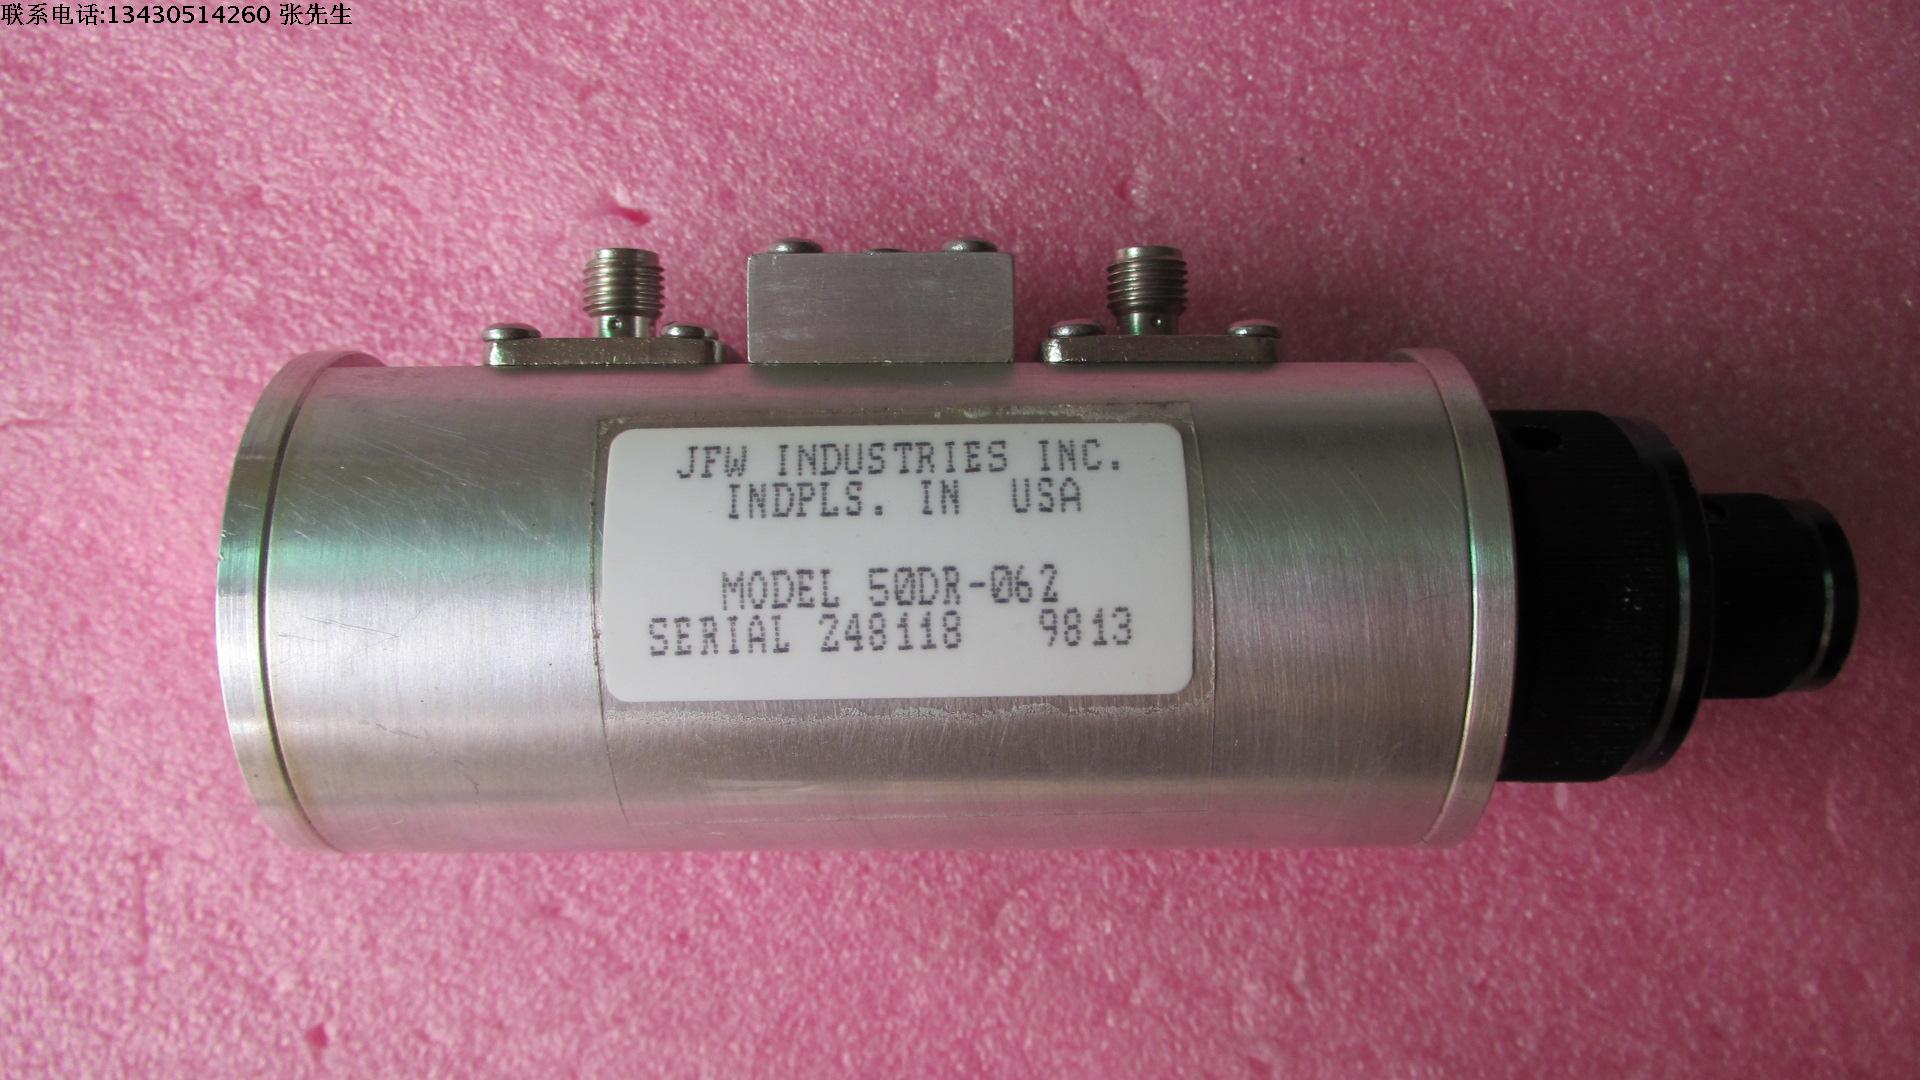 联系电话:13430514260 张先生
JFW INDUSTRIES INC.
INDPLS. IN USA
MODEL 50DR-062
SERIAL 248118 9813